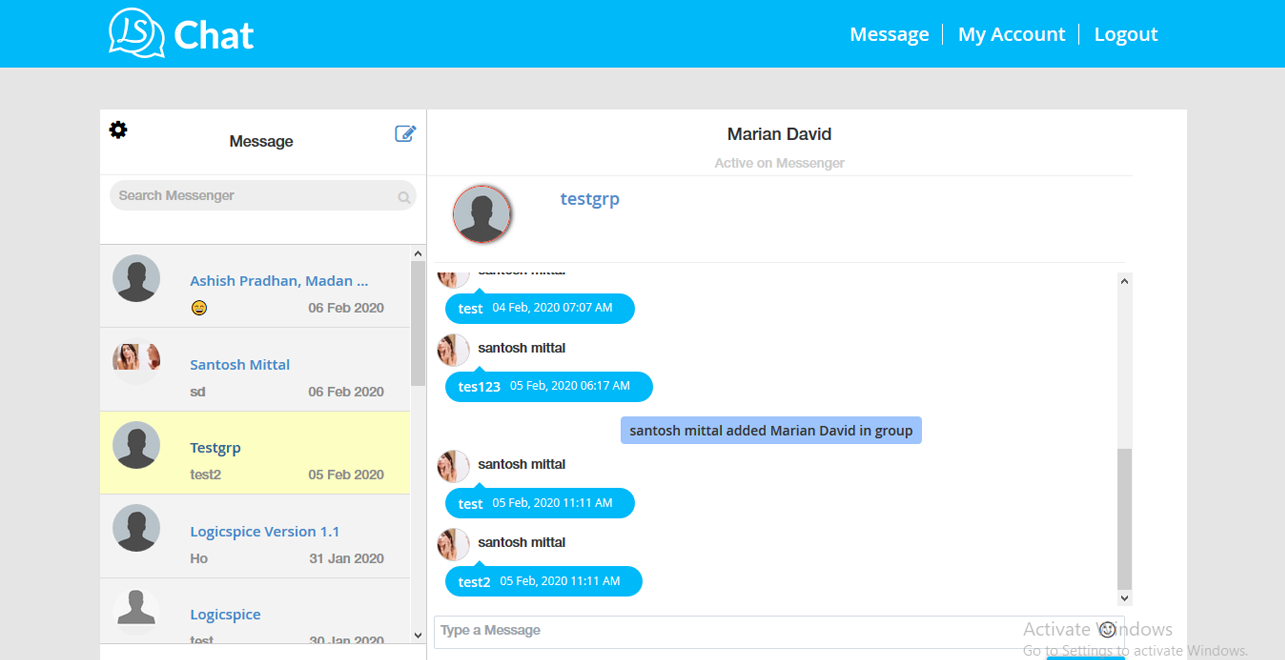 LS Chat
Message
My Account
Logout
Message
Search Messenger
Ashish Pradhan, Madan ...
06 Feb 2020
Santosh Mittal
sd
06 Feb 2020
Testgrp
test2
05 Feb 2020
Logicspice Version 1.1
Ho
31 Jan 2020
Logicspice
test
30 Jan 2020
Marian David
Active on Messenger
testgrp
santosh mittal
test 04 Feb, 2020 07:07 AM
santosh mittal
tes123 05 Feb, 2020 06:17 AM
santosh mittal added Marian David in group
santosh mittal
test 05 Feb, 2020 11:11 AM
santosh mittal
test2 05 Feb, 2020 11:11 AM
Type a Message
Activate Windows
Go to Settings to activate Windows.